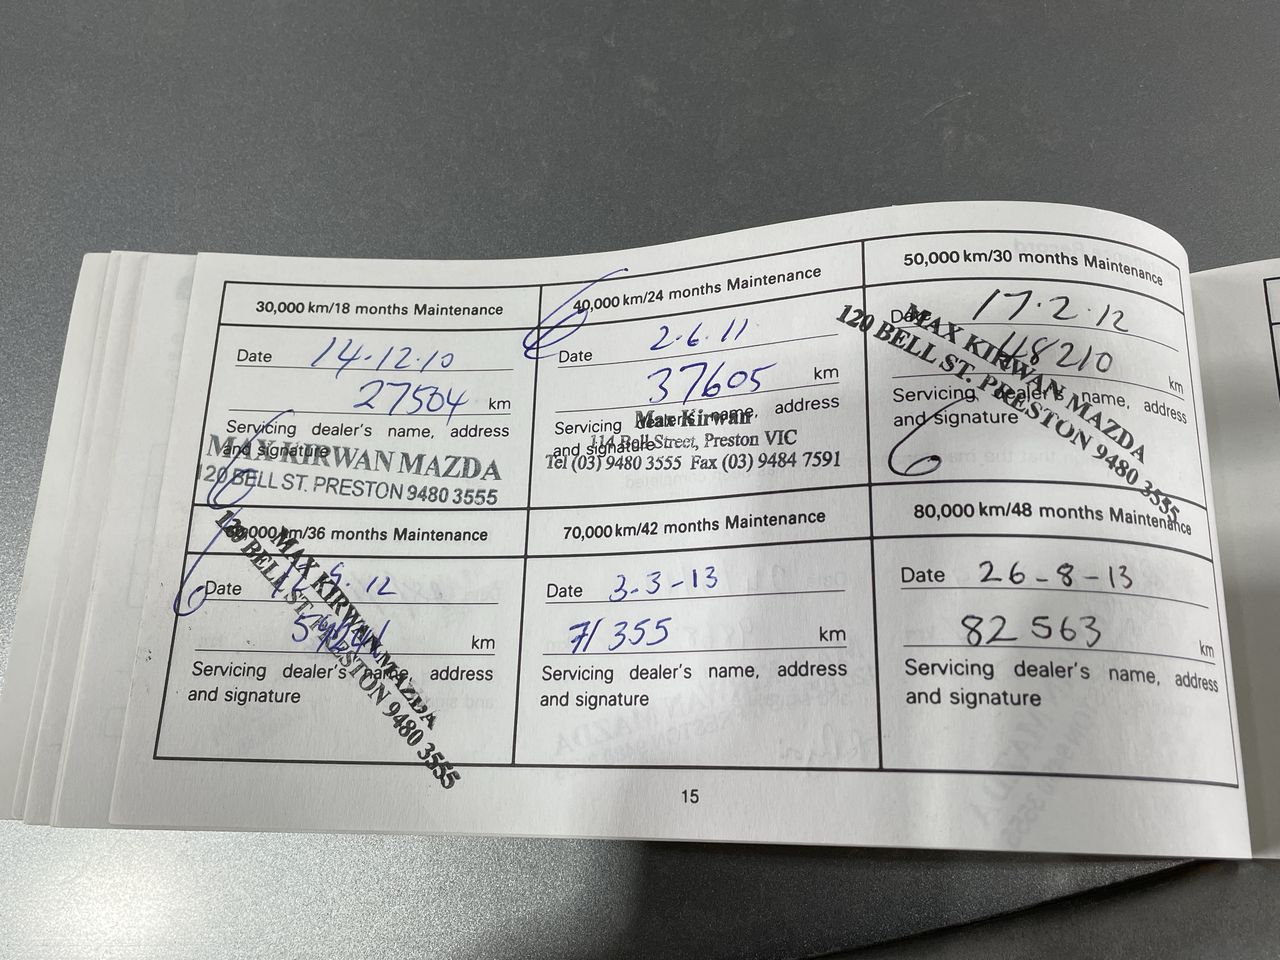 30,000 km/18 months Maintenance
Date 14.12.10
27504 km
Servicing dealer's name, address
and signature
MAX KIRWAN MAZDA
120 BELL ST. PRESTON 9480 3555
40,000 km/24 months Maintenance
Date 2.6.11
37605 km
Servicing dealer's name, address
and signature
Max Kirwan
114 Bell Street, Preston VIC
Tel (03) 9480 3555 Fax (03) 9484 7591
50,000 km/30 months Maintenance
Date 17.2.12
48210 km
Servicing dealer's name, address
and signature
MAX KIRWAN MAZDA
120 BELL ST. PRESTON 9480 3555
km/36 months Maintenance
Date 12
km
Servicing dealer's name, address
and signature
MAX KIRWAN MAZDA
120 BELL ST. PRESTON 9480 3555
70,000 km/42 months Maintenance
Date 3-3-13
71355 km
Servicing dealer's name, address
and signature
80,000 km/48 months Maintenance
Date 26-8-13
82563 km
Servicing dealer's name, address
and signature
15